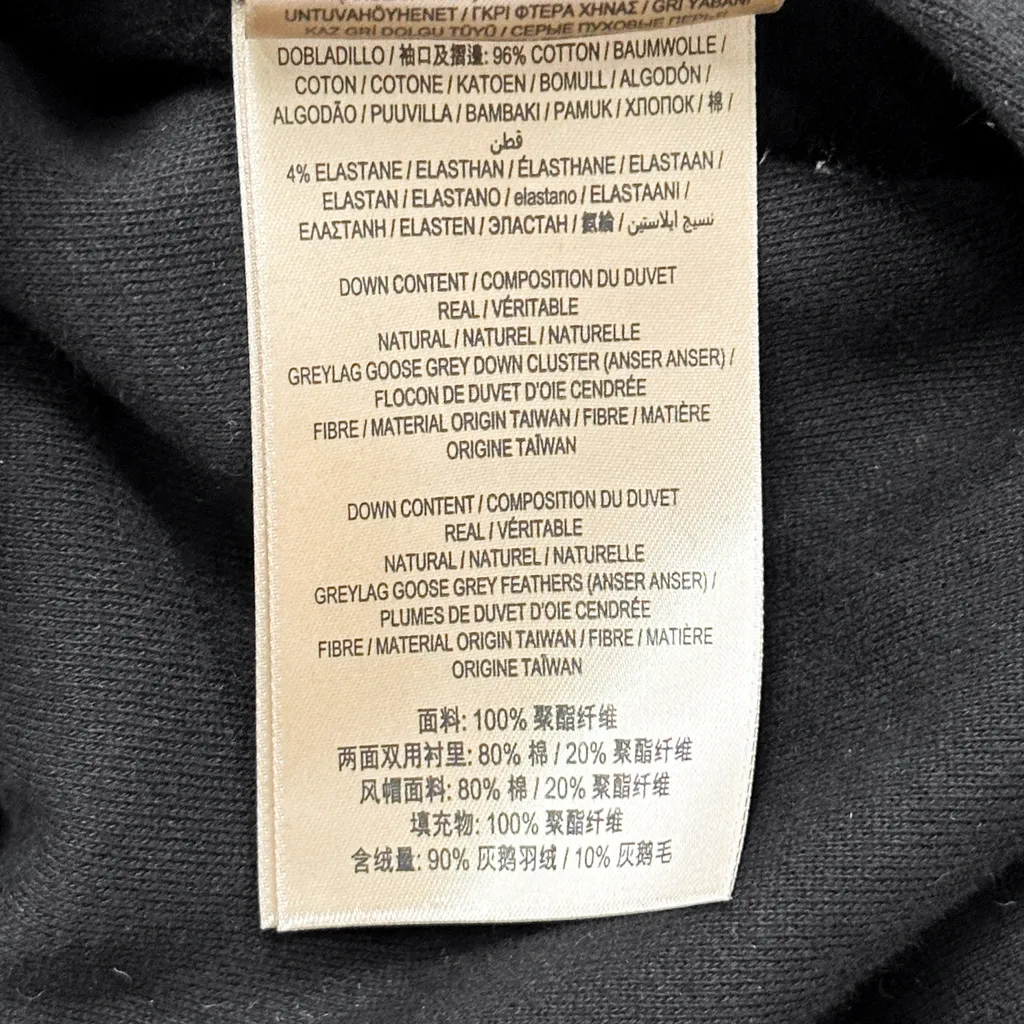 UNTUVAHÖYHENET / ΓΚΡΙ ΦΤΕΡΑ ΧΗΝΑΣ / GRİ YABANİ
KAZ GRİ DOLGU TÜYÜ / СЕРЫЕ ПУХОВЫЕ ПЕРЬЯ
DOBLADILLO / 袖口及摺邊: 96% COTTON / BAUMWOLLE /
COTON / COTONE / KATOEN / BOMULL / ALGODÓN /
ALGODÃO / PUUVILLA / BAMBAKI / PAMUK / ХЛОПОК / 棉 /
قطن
4% ELASTANE / ELASTHAN / ÉLASTHANE / ELASTAAN /
ELASTAN / ELASTANO / elastano / ELASTAANI /
ΕΛΑΣΤΑΝΗ / ELASTEN / ЭЛАСТАН / 氨綸 / نسيج ايلاستين
DOWN CONTENT / COMPOSITION DU DUVET
REAL / VÉRITABLE
NATURAL / NATUREL / NATURELLE
GREYLAG GOOSE GREY DOWN CLUSTER (ANSER ANSER) /
FLOCON DE DUVET D'OIE CENDRÉE
FIBRE / MATERIAL ORIGIN TAIWAN / FIBRE / MATIÈRE
ORIGINE TAÏWAN
DOWN CONTENT / COMPOSITION DU DUVET
REAL / VÉRITABLE
NATURAL / NATUREL / NATURELLE
GREYLAG GOOSE GREY FEATHERS (ANSER ANSER) /
PLUMES DE DUVET D'OIE CENDRÉE
FIBRE / MATERIAL ORIGIN TAIWAN / FIBRE / MATIÈRE
ORIGINE TAÏWAN
面料: 100% 聚酯纤维
两面双用衬里: 80% 棉 / 20% 聚酯纤维
风帽面料: 80% 棉 / 20% 聚酯纤维
填充物: 100% 聚酯纤维
含绒量: 90% 灰鹅羽绒 / 10% 灰鹅毛